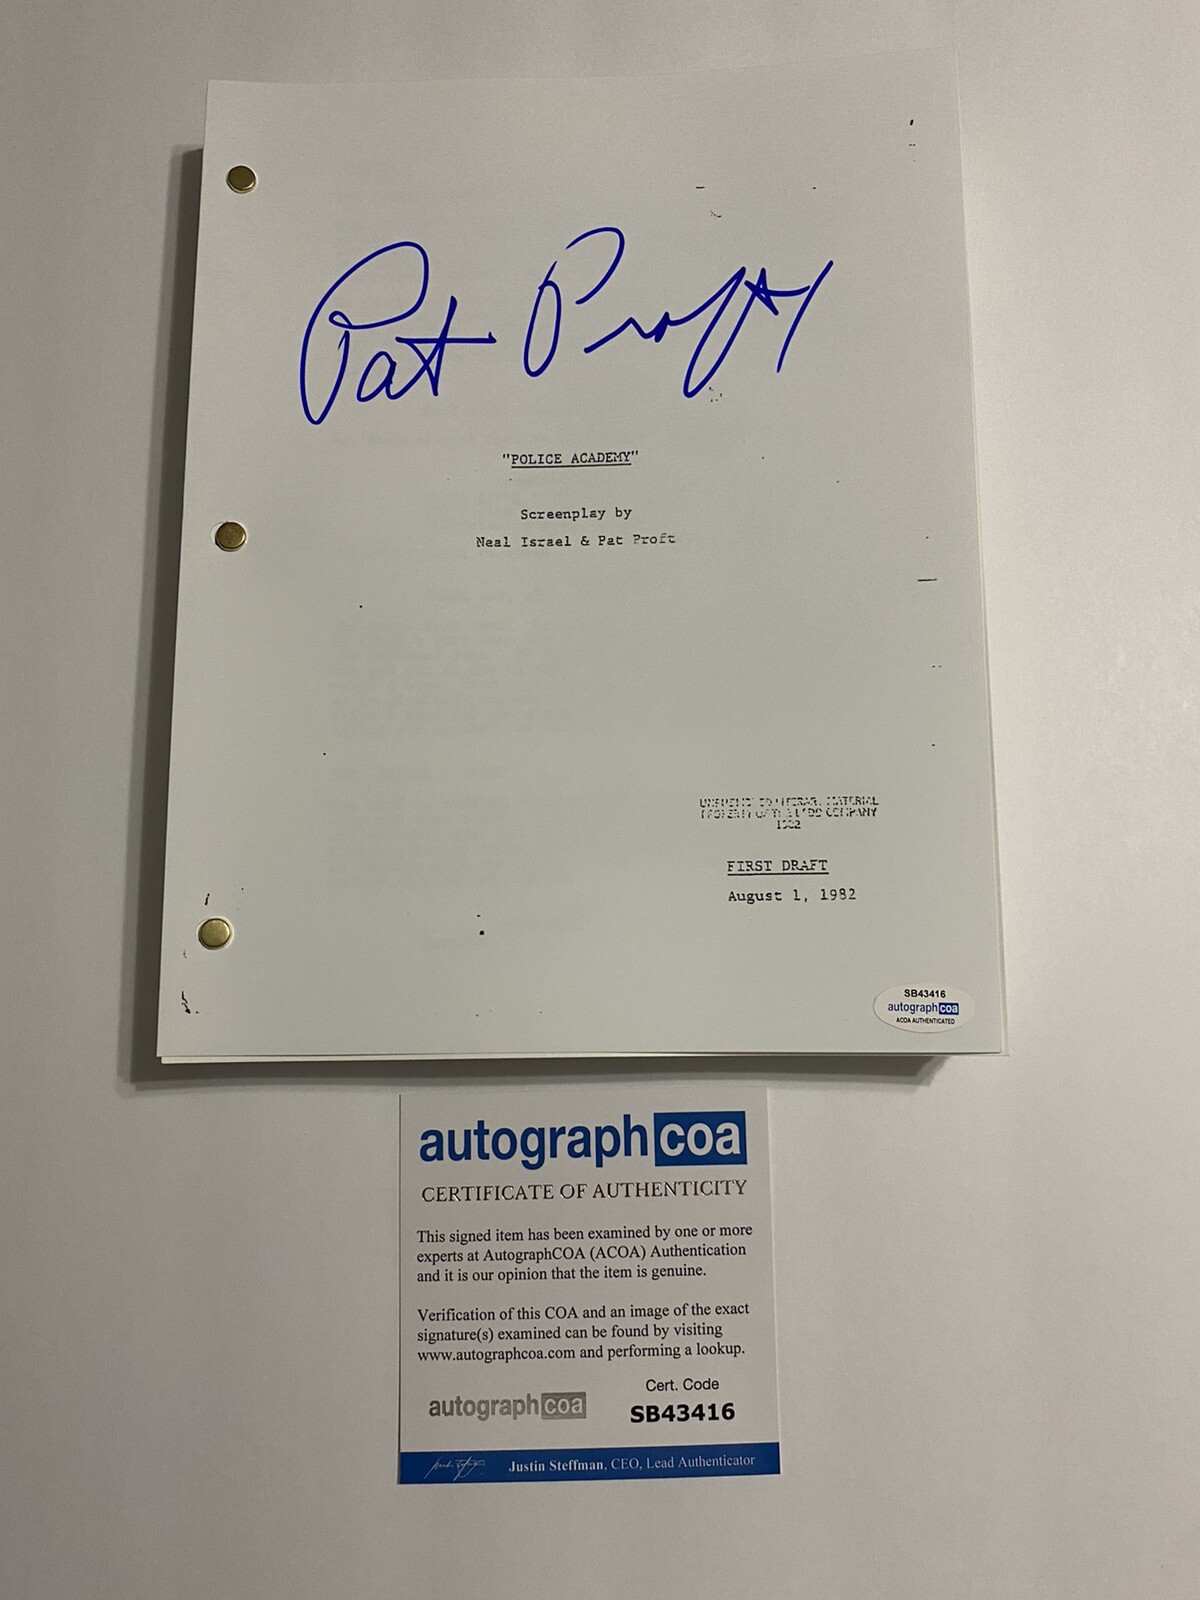 Pat Proft
"POLICE ACADEMY"
Screenplay by
Neal Israel & Pat Proft
MATERIAL
PROPERTY COMPANY
1982
FIRST DRAFT
August 1, 1982
SB43416
autographcoa
ACOA AUTHENTICATED
autographcoa
CERTIFICATE OF AUTHENTICITY
This signed item has been examined by one or more
experts at AutographCOA (ACOA) Authentication
and it is our opinion that the item is genuine.
Verification of this COA and an image of the exact
signature(s) examined can be found by visiting
www.autographcoa.com and performing a lookup.
Cert. Code
autographcoa SB43416
Justin Steffman, CEO, Lead Authenticator